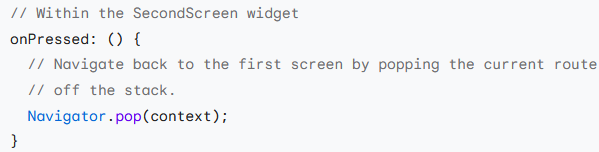 // Within the SecondScreen widget
onPressed: () {
  // Navigate back to the first screen by popping the current route
  // off the stack.
  Navigator.pop(context);
}